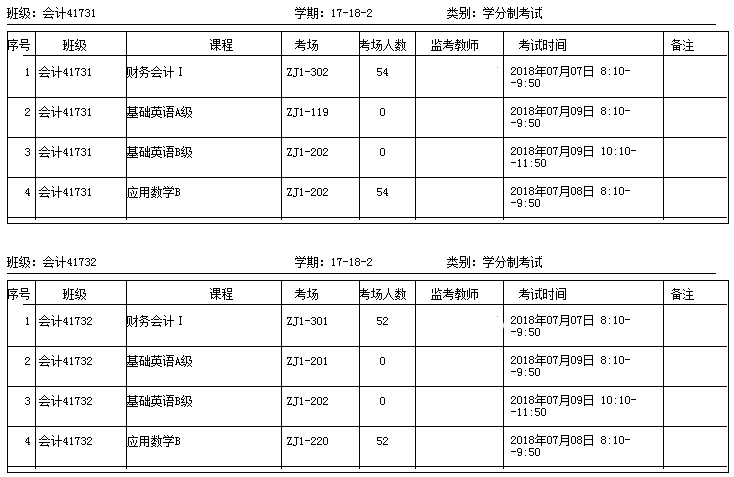 班级：会计41731 学期：17-18-2 类别：学分制考试
序号 班级 课程 考场 考场人数 监考教师 考试时间 备注
1 会计41731 财务会计Ⅰ ZJ1-302 54 2018年07月07日 8:10-
-9:50
2 会计41731 基础英语A级 ZJ1-119 0 2018年07月09日 8:10-
-9:50
3 会计41731 基础英语B级 ZJ1-202 0 2018年07月09日 10:10-
-11:50
4 会计41731 应用数学B ZJ1-202 54 2018年07月08日 8:10-
-9:50
班级：会计41732 学期：17-18-2 类别：学分制考试
序号 班级 课程 考场 考场人数 监考教师 考试时间 备注
1 会计41732 财务会计Ⅰ ZJ1-301 52 2018年07月07日 8:10-
-9:50
2 会计41732 基础英语A级 ZJ1-201 0 2018年07月09日 8:10-
-9:50
3 会计41732 基础英语B级 ZJ1-202 0 2018年07月09日 10:10-
-11:50
4 会计41732 应用数学B ZJ1-220 52 2018年07月08日 8:10-
-9:50